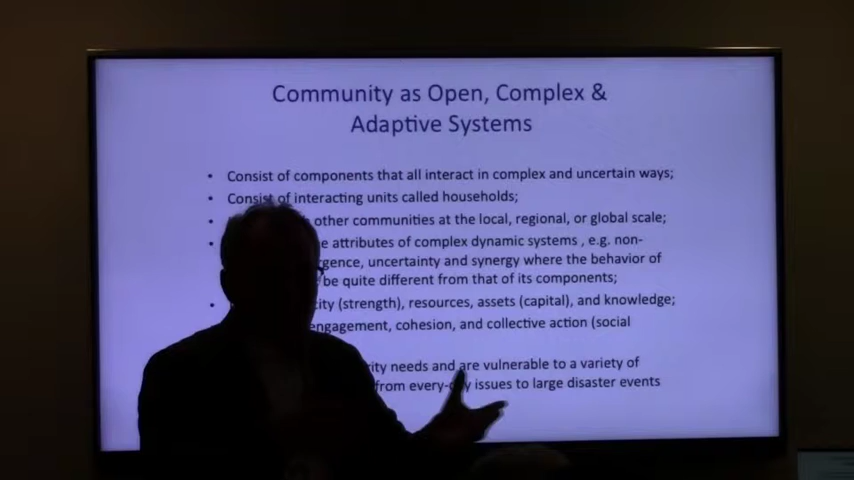 Community as Open, Complex &
Adaptive Systems
• Consist of components that all interact in complex and uncertain ways;
• Consist of interacting units called households;
• other communities at the local, regional, or global scale;
• attributes of complex dynamic systems , e.g. non-
uncertainty and synergy where the behavior of
be quite different from that of its components;
• (strength), resources, assets (capital), and knowledge;
engagement, cohesion, and collective action (social
needs and are vulnerable to a variety of
from every-day issues to large disaster events